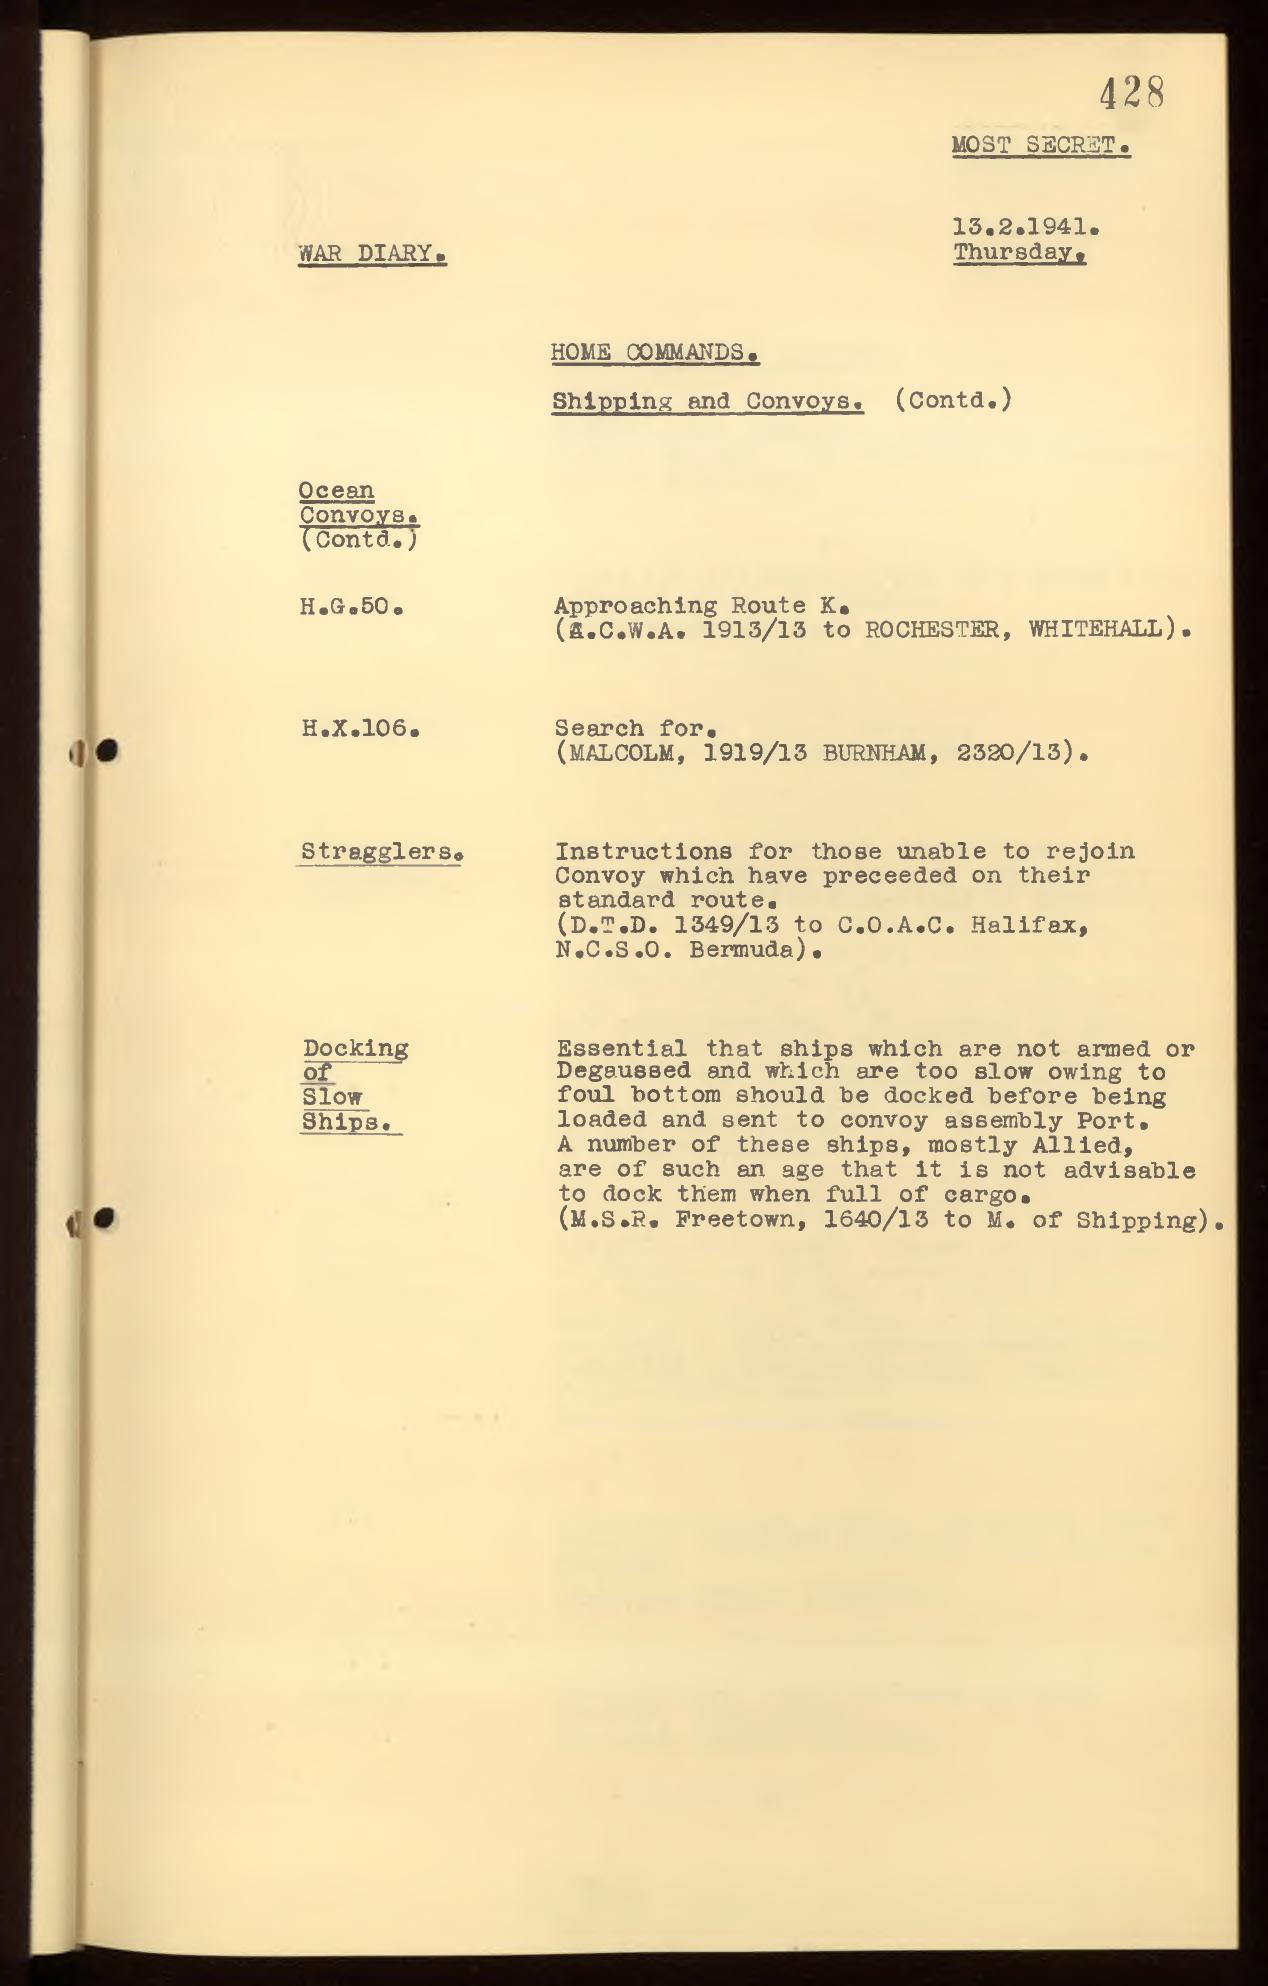 428
MOST SECRET.
13.2.1941.
WAR DIARY.
Thursday.
HOME COMMANDS.
Shipping and Convoys. (Contd.)
Ocean
Convoys.
(Contd.)
H.G.50.
Approaching Route K.
(A.C.W.A. 1913/13 to ROCHESTER, WHITEHALL).
H.X.106.
Search for.
(MALCOLM, 1919/13 BURNHAM, 2320/13).
Stragglers.
Instructions for those unable to rejoin
Convoy which have preceeded on their
standard route.
(D.T.D. 1349/13 to C.O.A.C. Halifax,
N.C.S.O. Bermuda).
Docking
of
Slow
Ships.
Essential that ships which are not armed or
Degaussed and which are too slow owing to
foul bottom should be docked before being
loaded and sent to convoy assembly Port.
A number of these ships, mostly Allied,
are of such an age that it is not advisable
to dock them when full of cargo.
(M.S.R. Freetown, 1640/13 to M. of Shipping).